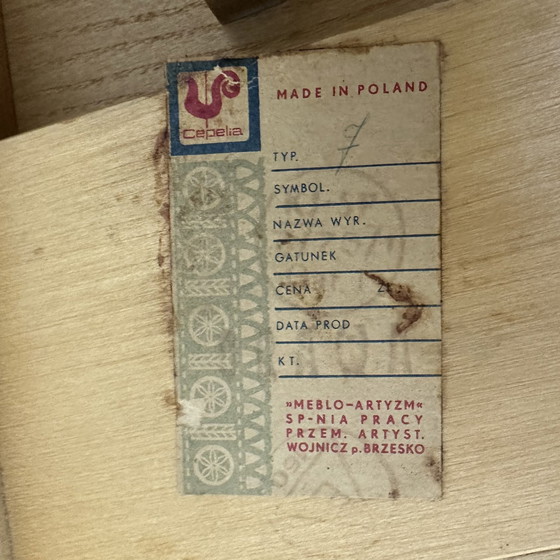 cepelia
MADE IN POLAND
TYP. 7
SYMBOL.
NAZWA WYR.
GATUNEK
CENA ZŁ
DATA PROD
KT.
»MEBLO-ARTYZM«
SP-NIA PRACY
PRZEM. ARTYST.
WOJNICZ p. BRZESKO